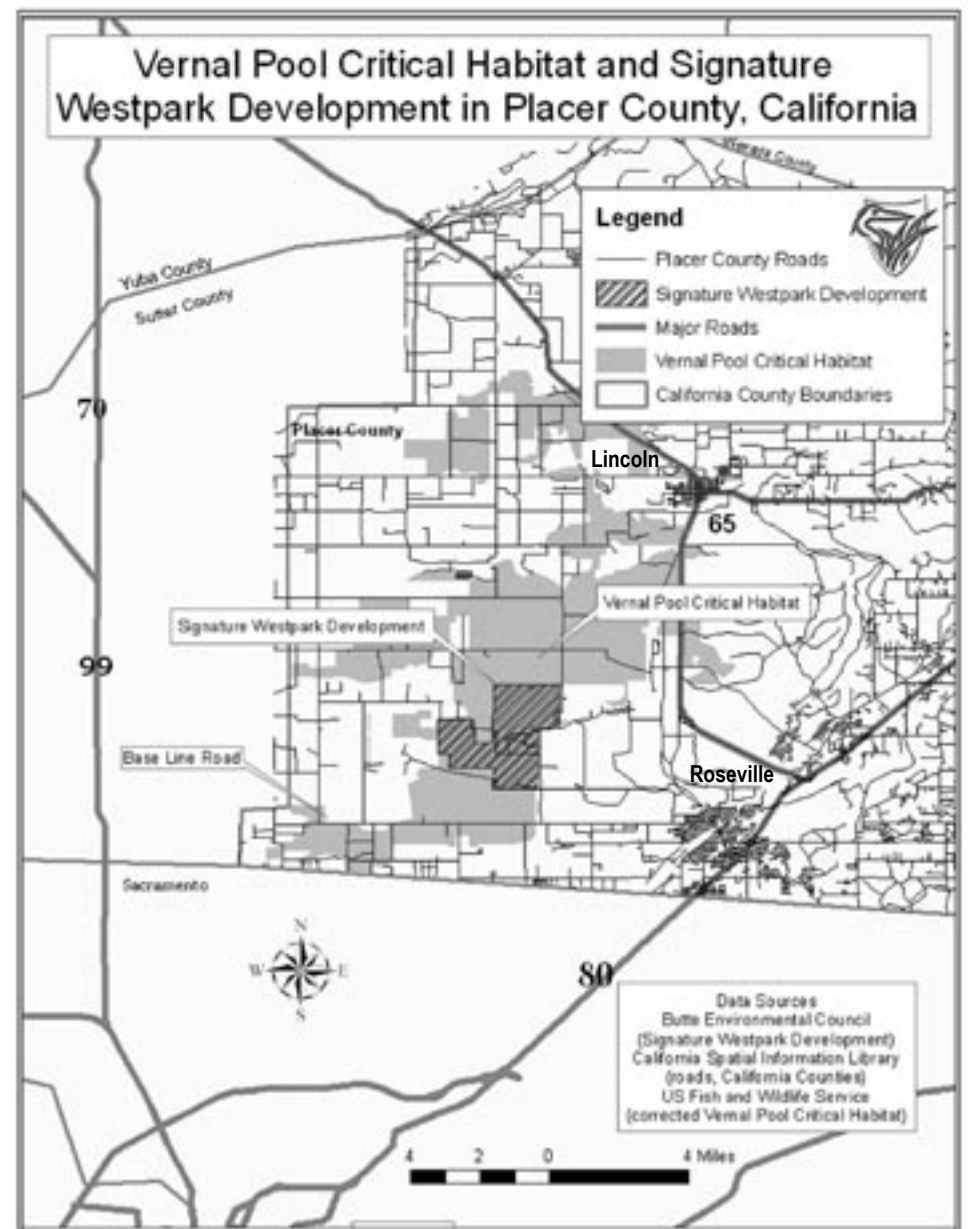 Vernal Pool Critical Habitat and Signature
Westpark Development in Placer County, California
Legend
Placer County Roads
Signature Westpark Development
Major Roads
Vernal Pool Critical Habitat
California County Boundaries
County
Yuba County
Sutter County
70
Placer County
Lincoln
65
Vernal Pool Critical Habitat
Signature Westpark Development
99
Base Line Road
Roseville
Sacramento
N
W E
S
80
Data Sources
Butte Environmental Council
(Signature Westpark Development)
California Spatial Information Library
(roads, California Counties)
US Fish and Wildlife Service
(corrected Vernal Pool Critical Habitat)
4 2 0 4 Miles